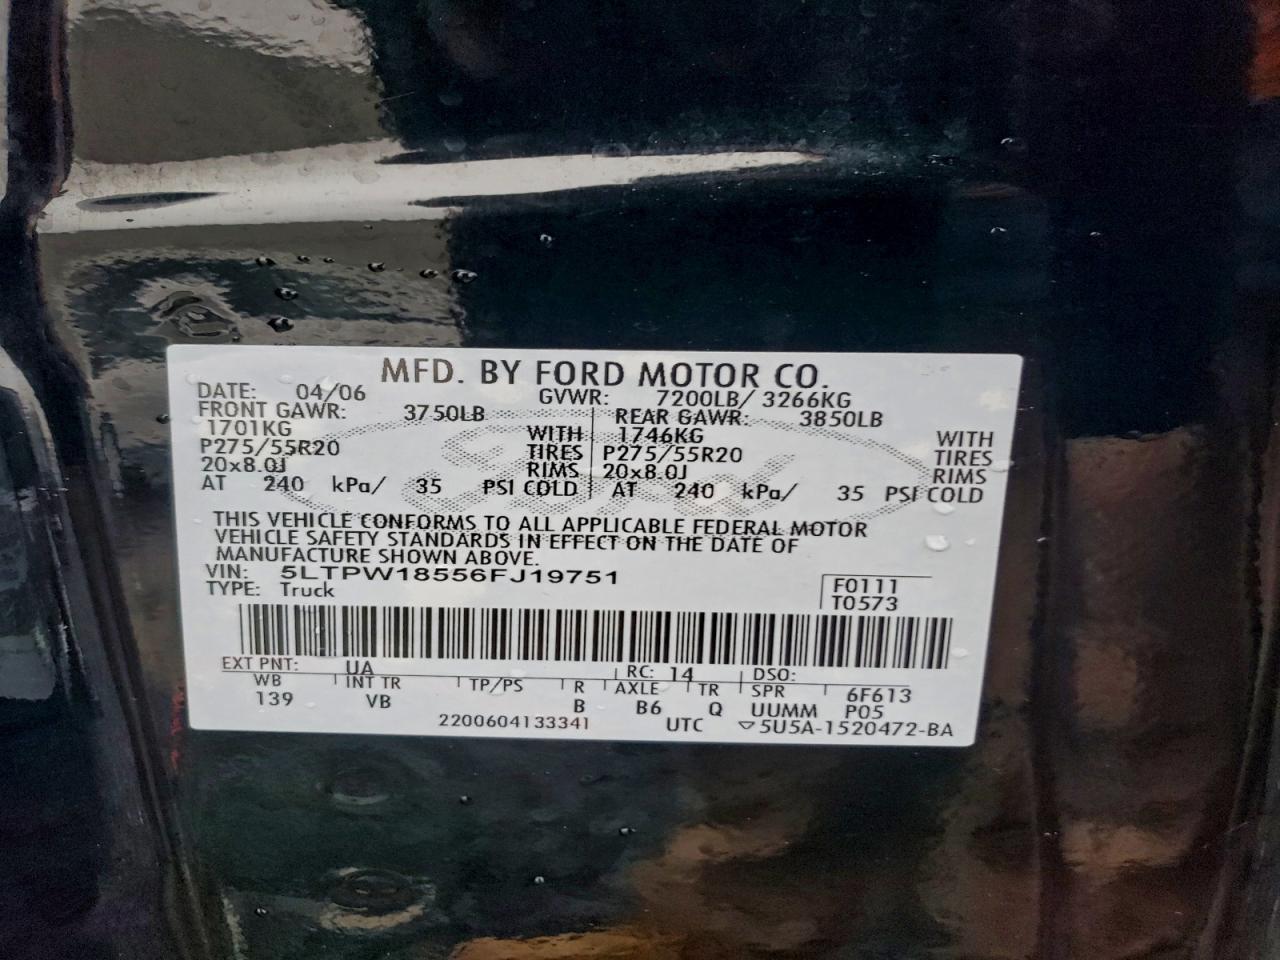 MFD. BY FORD MOTOR CO.
DATE: 04/06 GVWR: 7200LB/ 3266KG
FRONT GAWR: 3750LB REAR GAWR: 3850LB
1701KG WITH 1746KG WITH
P275/55R20 TIRES P275/55R20 TIRES
20x8.0J RIMS 20x8.0J RIMS
AT 240 kPa/ 35 PSI COLD AT 240 kPa/ 35 PSI COLD
THIS VEHICLE CONFORMS TO ALL APPLICABLE FEDERAL MOTOR
VEHICLE SAFETY STANDARDS IN EFFECT ON THE DATE OF
MANUFACTURE SHOWN ABOVE.
VIN: 5LTPW18556FJ19751
TYPE: Truck
F0111
T0573
EXT PNT: UA RC: 14 DSO:
WB INT TR TP/PS R AXLE TR SPR 6F613
139 VB B B6 Q UUMM P05
2200604133341 UTC ▽5U5A-1520472-BA